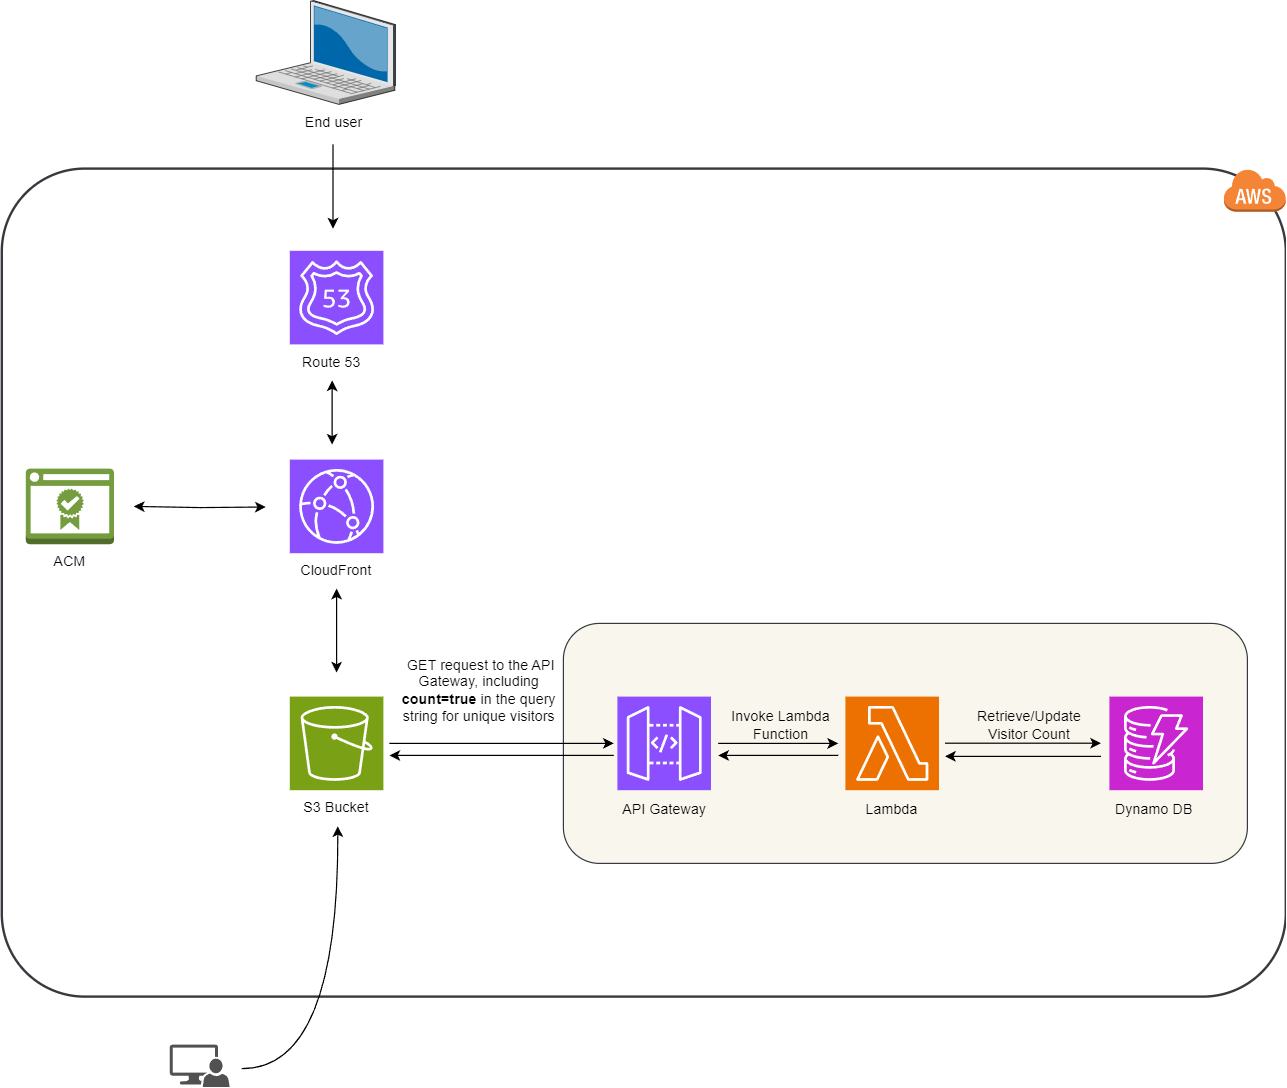 End user
AWS
53
Route 53
ACM
CloudFront
GET request to the API
Gateway, including
count=true in the query
string for unique visitors
Invoke Lambda
Function
Retrieve/Update
Visitor Count
</>
S3 Bucket
API Gateway
Lambda
Dynamo DB